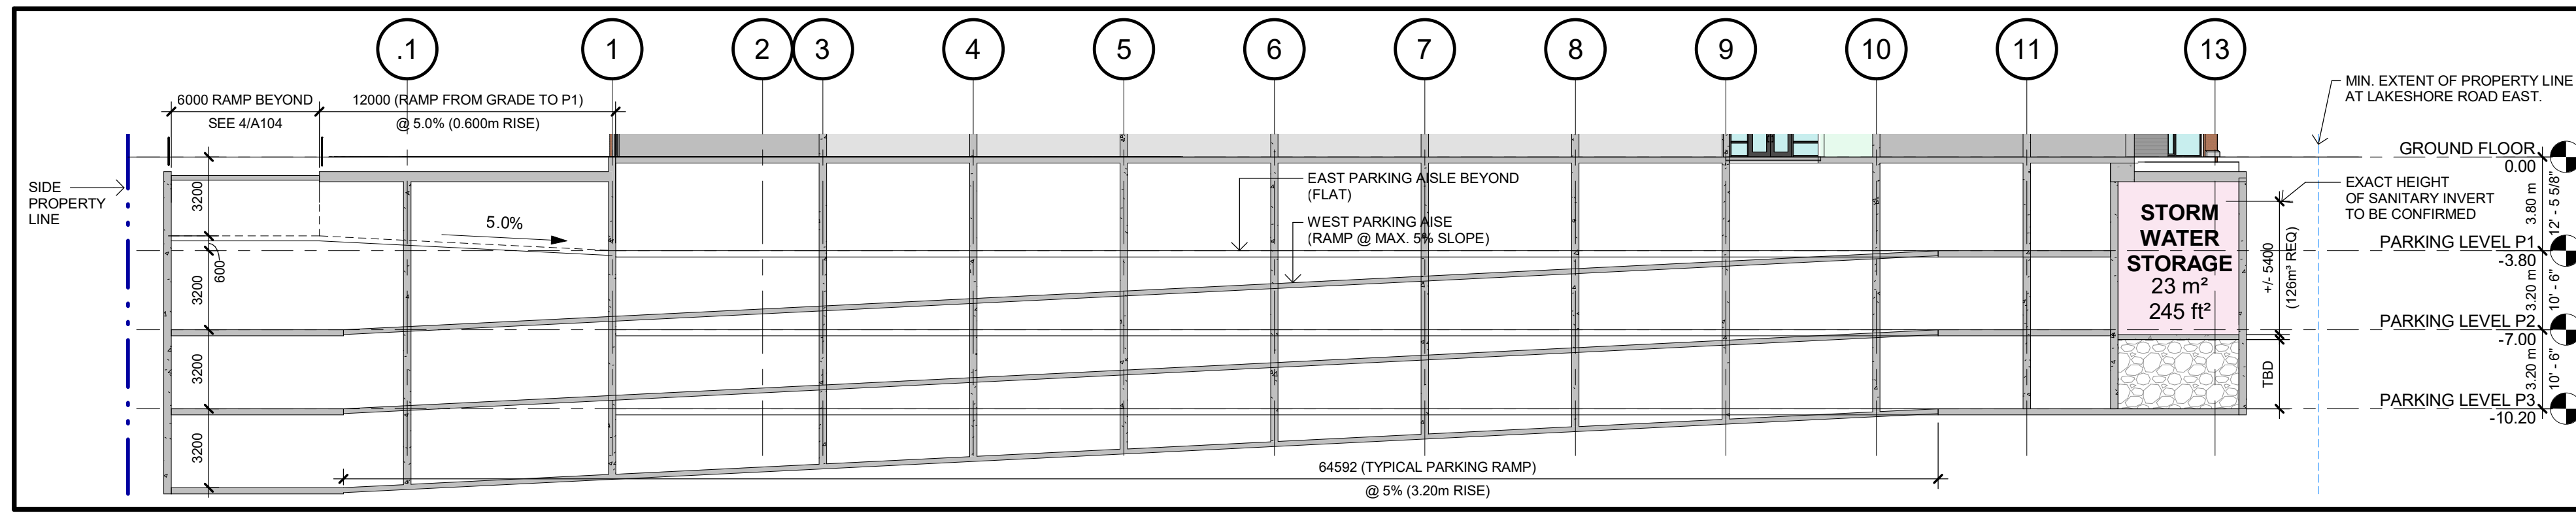 .1
1
2
3
4
5
6
7
8
9
10
11
13
6000 RAMP BEYOND
SEE 4/A104
12000 (RAMP FROM GRADE TO P1)
@ 5.0% (0.600m RISE)
MIN. EXTENT OF PROPERTY LINE
AT LAKESHORE ROAD EAST.
SIDE
PROPERTY
LINE
3200
600
3200
3200
3200
5.0%
EAST PARKING AISLE BEYOND
(FLAT)
WEST PARKING AISE
(RAMP @ MAX. 5% SLOPE)
STORM
WATER
STORAGE
23 m²
245 ft²
EXACT HEIGHT
OF SANITARY INVERT
TO BE CONFIRMED
+/- 5400
(126m³ REQ)
TBD
GROUND FLOOR
0.00
3.80 m
12' - 5 5/8"
PARKING LEVEL P1
-3.80
3.20 m
10' - 6"
PARKING LEVEL P2
-7.00
3.20 m
10' - 6"
PARKING LEVEL P3
-10.20
64592 (TYPICAL PARKING RAMP)
@ 5% (3.20m RISE)